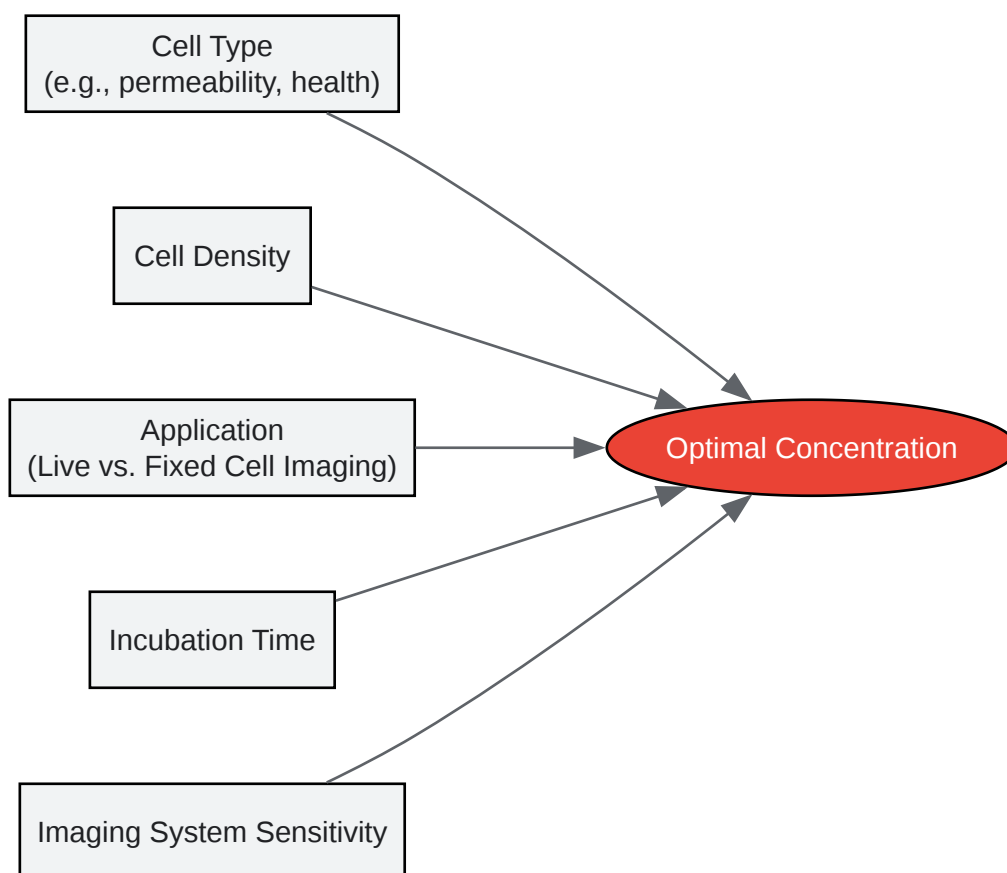 Cell Type
(e.g., permeability, health)
Cell Density
Application
(Live vs. Fixed Cell Imaging)
Optimal Concentration
Incubation Time
Imaging System Sensitivity